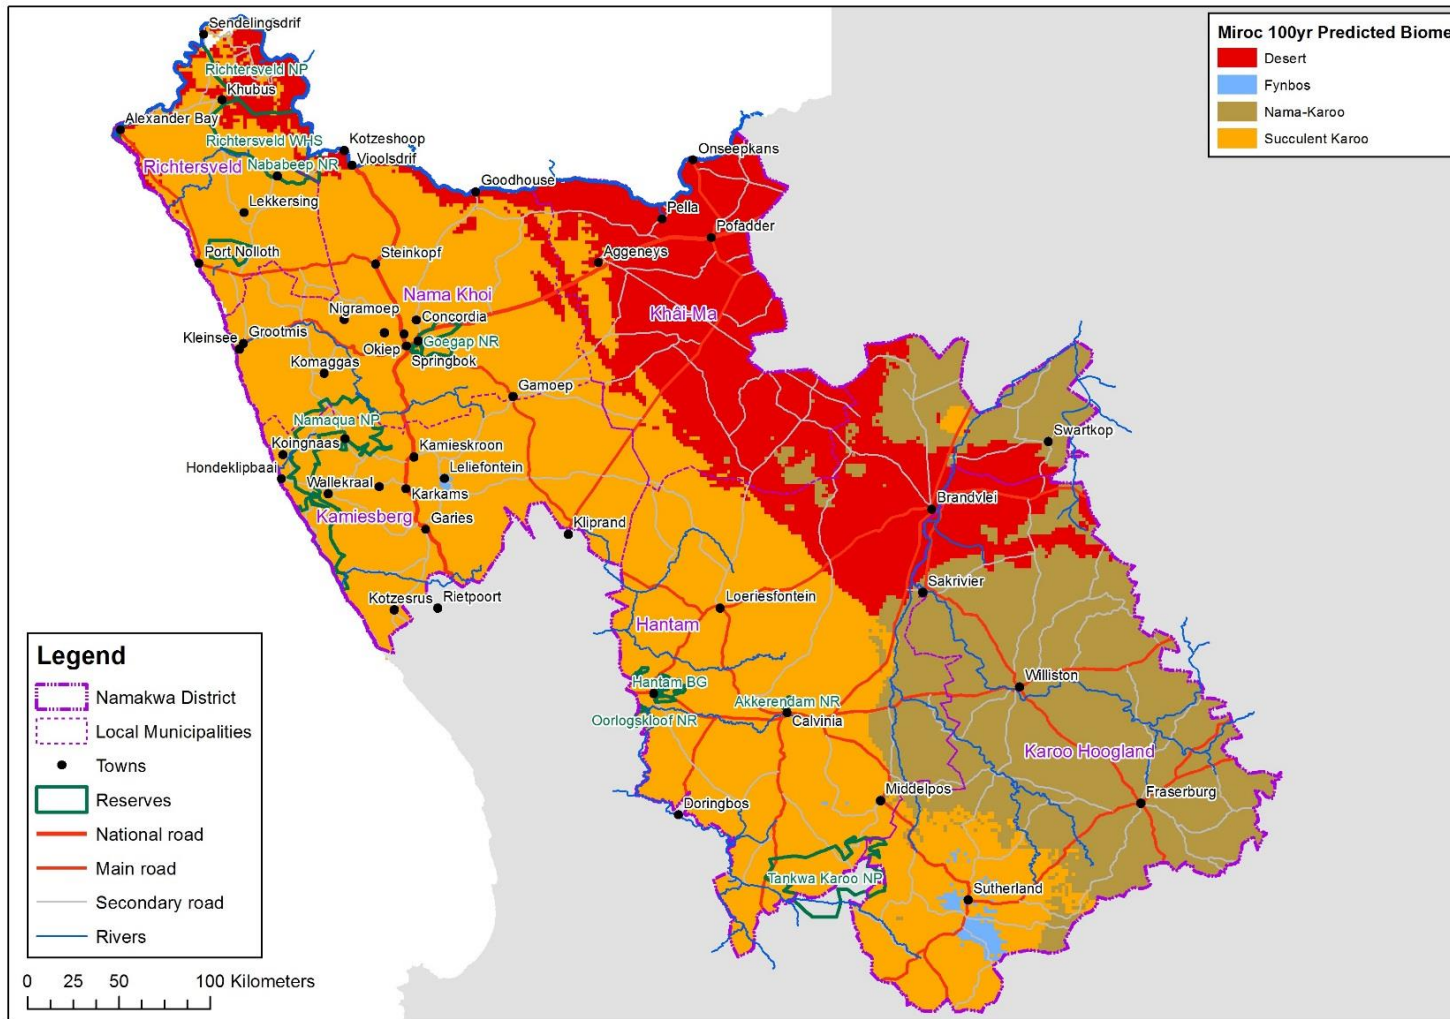 Miroc 100yr Predicted Biome
Desert
Fynbos
Nama-Karoo
Succulent Karoo
Sendelingsdrif
Richtersveld NP
Khubus
Alexander Bay
Richtersveld WHS
Kotzeshoop
Vioolsdrif
Richtersveld
Nababeep NR
Onseepkans
Goodhouse
Lekkersing
Pella
Pofadder
Port Nolloth
Steinkopf
Aggeneys
Nama Khoi
Khâi-Ma
Nigramoep
Concordia
Kleinsee
Grootmis
Okiep
Goegap NR
Springbok
Komaggas
Gamoep
Namaqua NP
Koingnaas
Kamieskroon
Swartkop
Hondeklipbaai
Leliefontein
Wallekraal
Karkams
Brandvlei
Kamiesberg
Garies
Kliprand
Sakrivier
Kotzesrus
Rietpoort
Loeriesfontein
Hantam
Hantam BG
Williston
Akkerendam NR
Oorlogskloof NR
Calvinia
Karoo Hoogland
Middelpos
Fraserburg
Doringbos
Tankwa Karoo NP
Sutherland
Legend
Namakwa District
Local Municipalities
Towns
Reserves
National road
Main road
Secondary road
Rivers
0 25 50 100 Kilometers